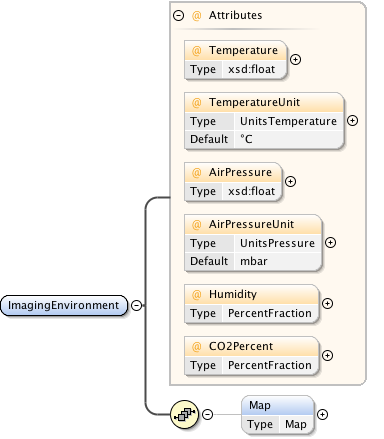 Attributes
@ Temperature
Type xsd:float
@ TemperatureUnit
Type UnitsTemperature
Default °C
@ AirPressure
Type xsd:float
@ AirPressureUnit
Type UnitsPressure
Default mbar
ImagingEnvironment
@ Humidity
Type PercentFraction
@ CO2Percent
Type PercentFraction
Map
Type Map